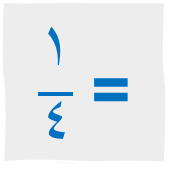 ١
٤ =